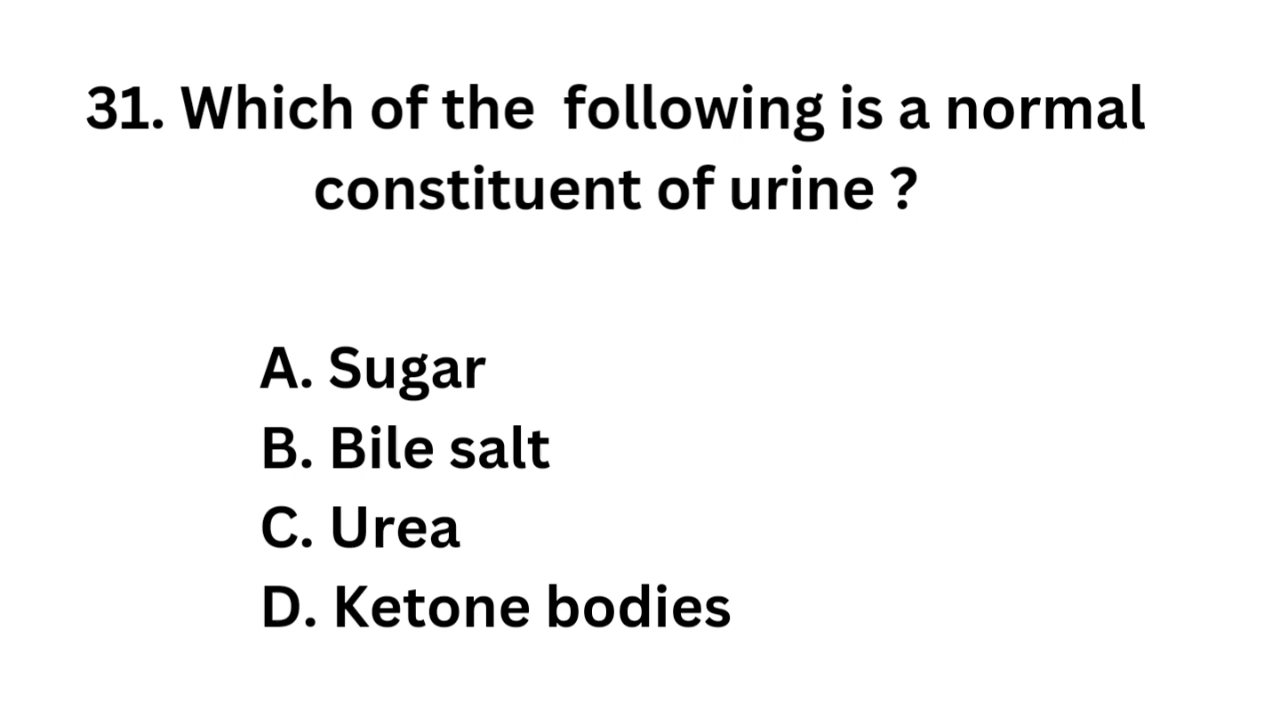 31. Which of the following is a normal
constituent of urine ?
A. Sugar
B. Bile salt
C. Urea
D. Ketone bodies